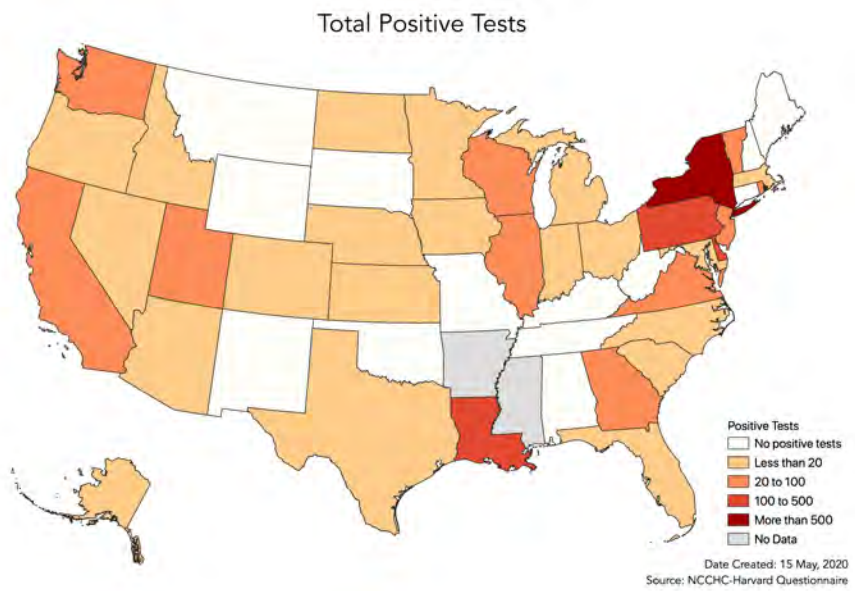 Total Positive Tests
Positive Tests
No positive tests
Less than 20
20 to 100
100 to 500
More than 500
No Data
Date Created: 15 May, 2020
Source: NCCHC-Harvard Questionnaire